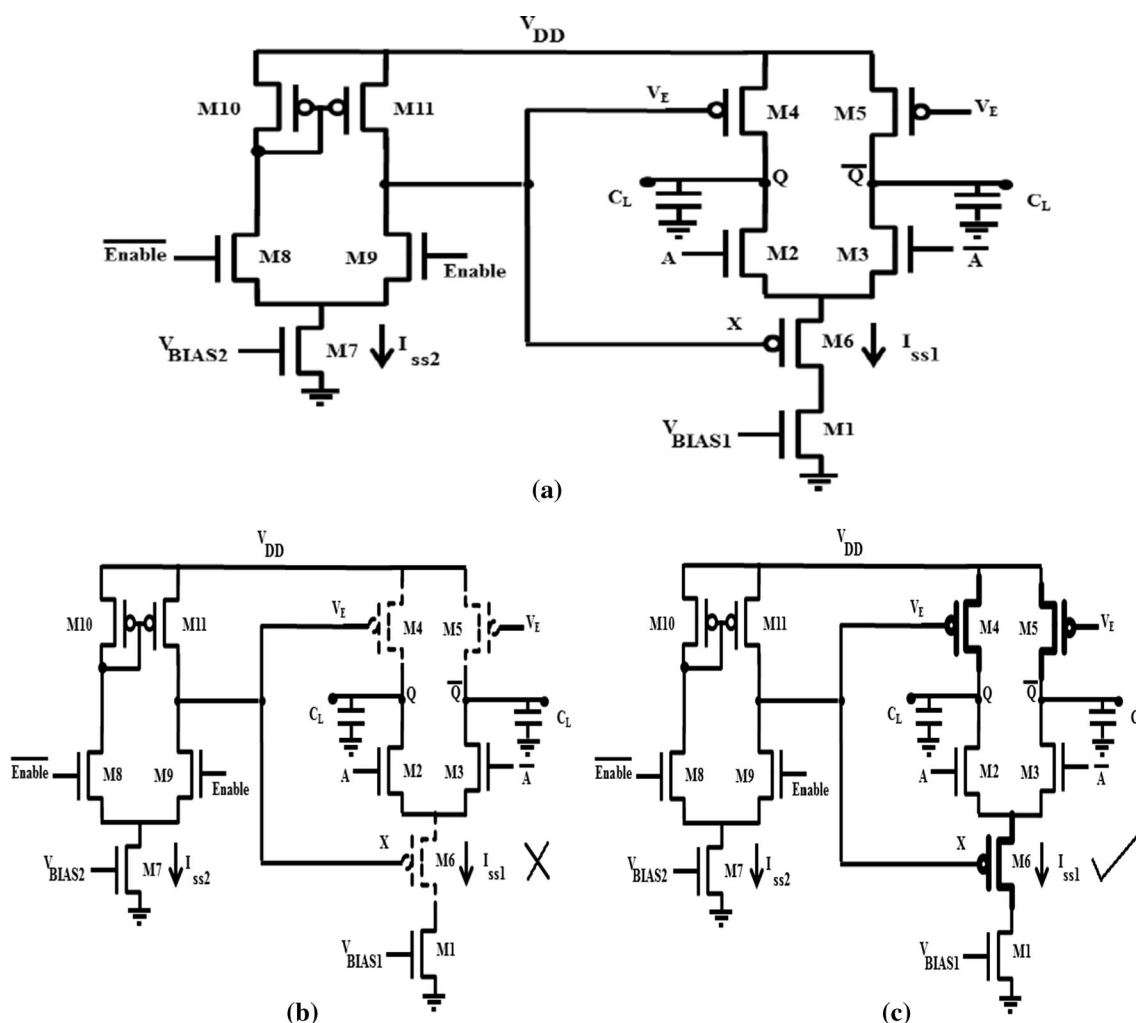 VDD
M10
M11
VE
M4
M5
VE
Q
Q
CL
CL
Enable
M8
M9
Enable
A
M2
M3
A
X
M6
Iss1
VBIAS2
M7
Iss2
VBIAS1
M1
(a)
VDD
M10
M11
VE
M4
M5
VE
Q
Q
CL
CL
Enable
M8
M9
Enable
A
M2
M3
A
X
M6
Iss1
VBIAS2
M7
Iss2
VBIAS1
M1
(b)
VDD
M10
M11
VE
M4
M5
VE
Q
Q
CL
C
Enable
M8
M9
Enable
A
M2
M3
A
X
M6
Iss1
VBIAS2
M7
Iss2
VBIAS1
M1
(c)